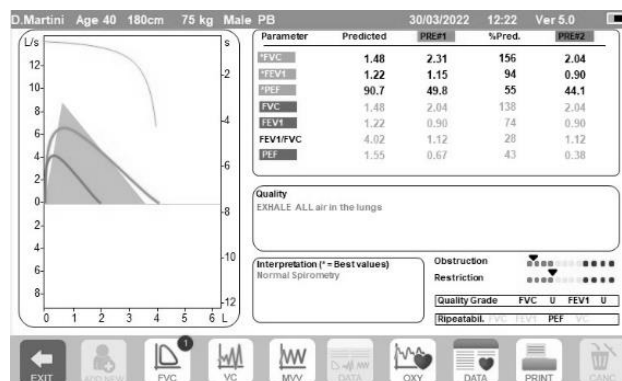 D.Martini Age 40 180cm 75 kg Male PB 30/03/2022 12:22 Ver 5.0
L/s s
12
10
8
6
4
2
0
2
4
6
8
-2
-4
-6
-8
-10
-12
0 1 2 3 4 5 6 L
Parameter Predicted PRE#1 %Pred. PRE#2
*FVC 1.48 2.31 156 2.04
*FEV1 1.22 1.15 94 0.90
*PEF 90.7 49.8 55 44.1
FVC 1.48 2.04 138 2.04
FEV1 1.22 0.90 74 0.90
FEV1/FVC 4.02 1.12 28 1.12
PEF 1.55 0.67 43 0.38
Quality
EXHALE ALL air in the lungs
Interpretation (* = Best values)
Normal Spirometry
Obstruction
Restriction
Quality Grade FVC U FEV1 U
Ripeatabil. FVC FEV1 PEF VC
EXIT ADD NEW FVC 1 VC MVV DATA OXY DATA PRINT CANC